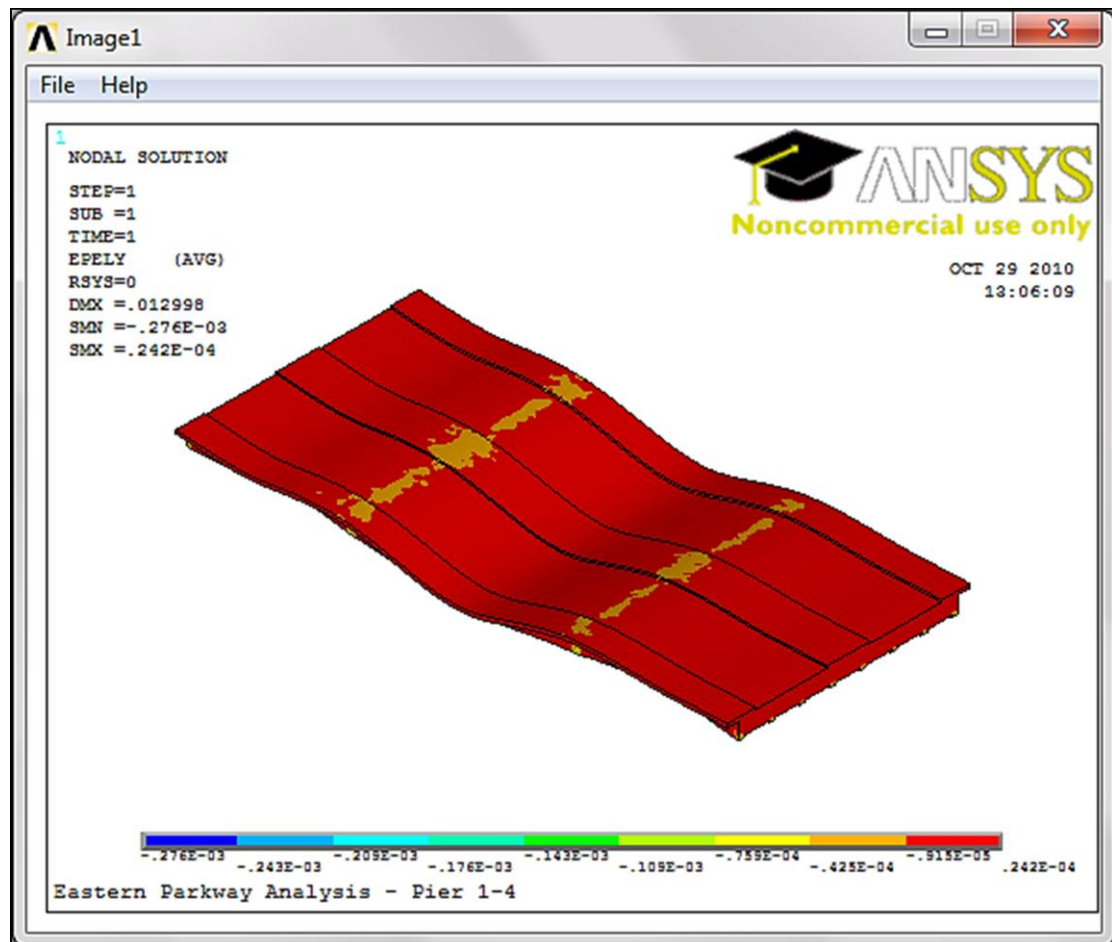 Image1
File Help
1
NODAL SOLUTION
STEP=1
SUB =1
TIME=1
EPELY (AVG)
RSYS=0
DMX =.012998
SMN =-.276E-03
SMX =.242E-04
ANSYS
Noncommercial use only
OCT 29 2010
13:06:09
-.276E-03 -.209E-03 -.143E-03 -.759E-04 -.915E-05
-.243E-03 -.176E-03 -.109E-03 -.425E-04 .242E-04
Eastern Parkway Analysis - Pier 1-4